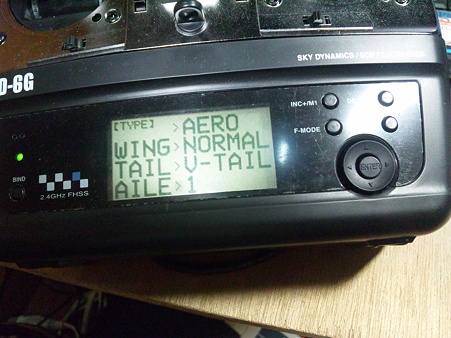 SKY DYNAMICS /
D-6G
[TYPE] >AERO
WING>NORMAL
TAIL>V-TAIL
AILE>1
INC+/M1
F-MODE
ENTER
BIND
2.4GHz FHSS